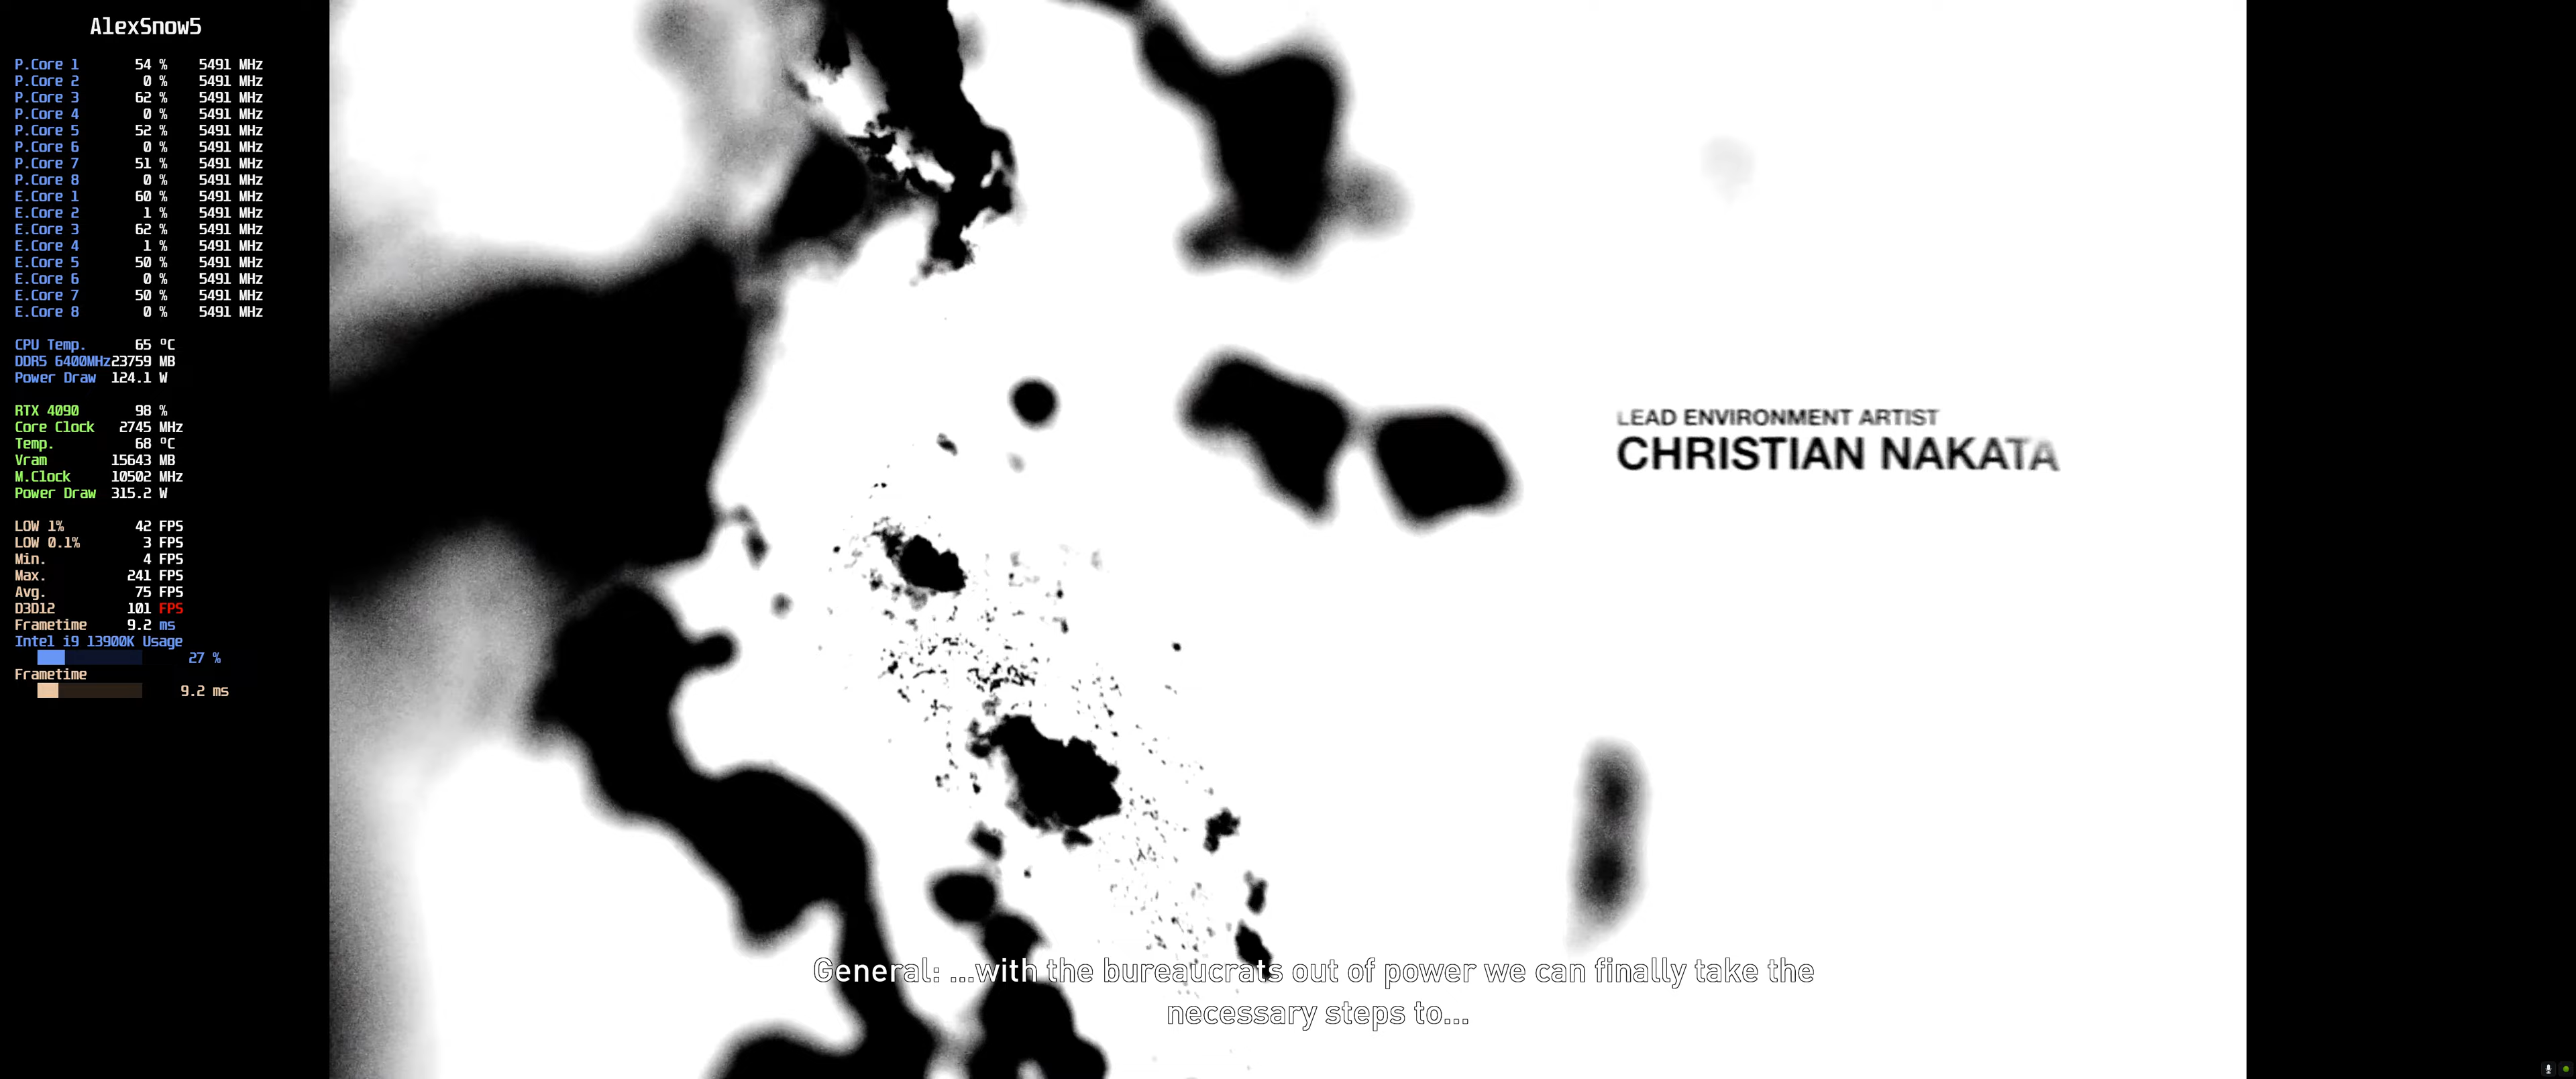 AlexSnow5
P.Core 1 54 % 5491 MHz
P.Core 2 0 % 5491 MHz
P.Core 3 62 % 5491 MHz
P.Core 4 0 % 5491 MHz
P.Core 5 52 % 5491 MHz
P.Core 6 0 % 5491 MHz
P.Core 7 51 % 5491 MHz
P.Core 8 0 % 5491 MHz
E.Core 1 60 % 5491 MHz
E.Core 2 1 % 5491 MHz
E.Core 3 62 % 5491 MHz
E.Core 4 1 % 5491 MHz
E.Core 5 50 % 5491 MHz
E.Core 6 0 % 5491 MHz
E.Core 7 50 % 5491 MHz
E.Core 8 0 % 5491 MHz
CPU Temp. 65 ºC
DDR5 6400MHz23759 MB
Power Draw 124.1 W
RTX 4090 98 %
Core Clock 2745 MHz
Temp. 68 ºC
Vram 15643 MB
M.Clock 10502 MHz
Power Draw 315.2 W
LOW 1% 42 FPS
LOW 0.1% 3 FPS
Min. 4 FPS
Max. 241 FPS
Avg. 75 FPS
D3D12 101 FPS
Frametime 9.2 ms
Intel i9 13900K Usage
27 %
Frametime
9.2 ms
LEAD ENVIRONMENT ARTIST
CHRISTIAN NAKATA
General: ...with the bureaucrats out of power we can finally take the
necessary steps to...